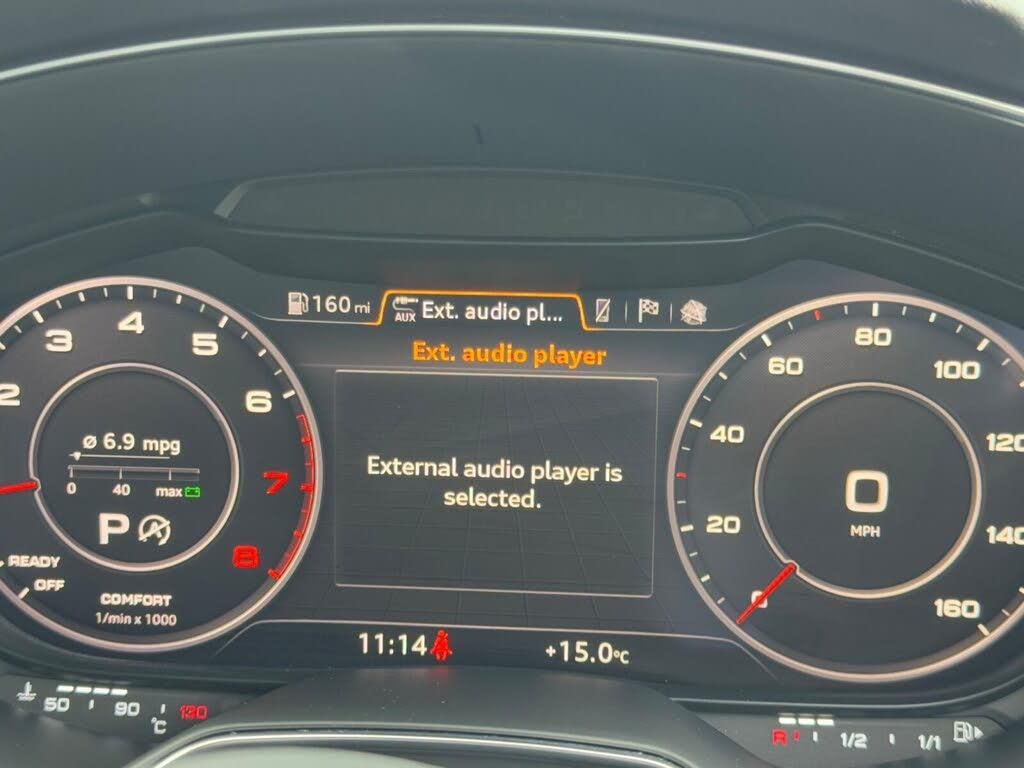 160 mi
AUX Ext. audio pl...
Ext. audio player
External audio player is
selected.
11:14
+15.0°C
2 3 4 5 6 7 8
ø 6.9 mpg
0 40 max
P
READY
OFF
COMFORT
1/min x 1000
0 20 40 60 80 100 120 140 160
0
MPH
50 90 130
°C
R 1/2 1/1